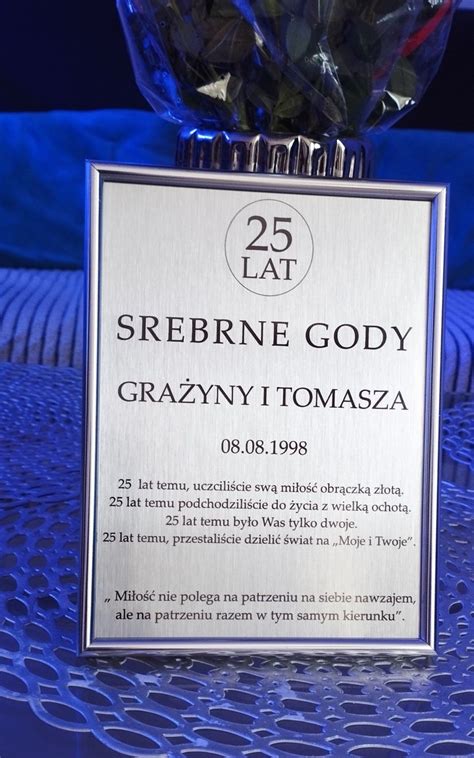 25
LAT
SREBRNE GODY
GRAŻYNY I TOMASZA
08.08.1998
25 lat temu, uczciliście swą miłość obrączką złotą.
25 lat temu podchodziliście do życia z wielką ochotą.
25 lat temu było Was tylko dwoje.
25 lat temu, przestaliście dzielić świat na „Moje i Twoje”.
„ Miłość nie polega na patrzeniu na siebie nawzajem,
ale na patrzeniu razem w tym samym kierunku”.